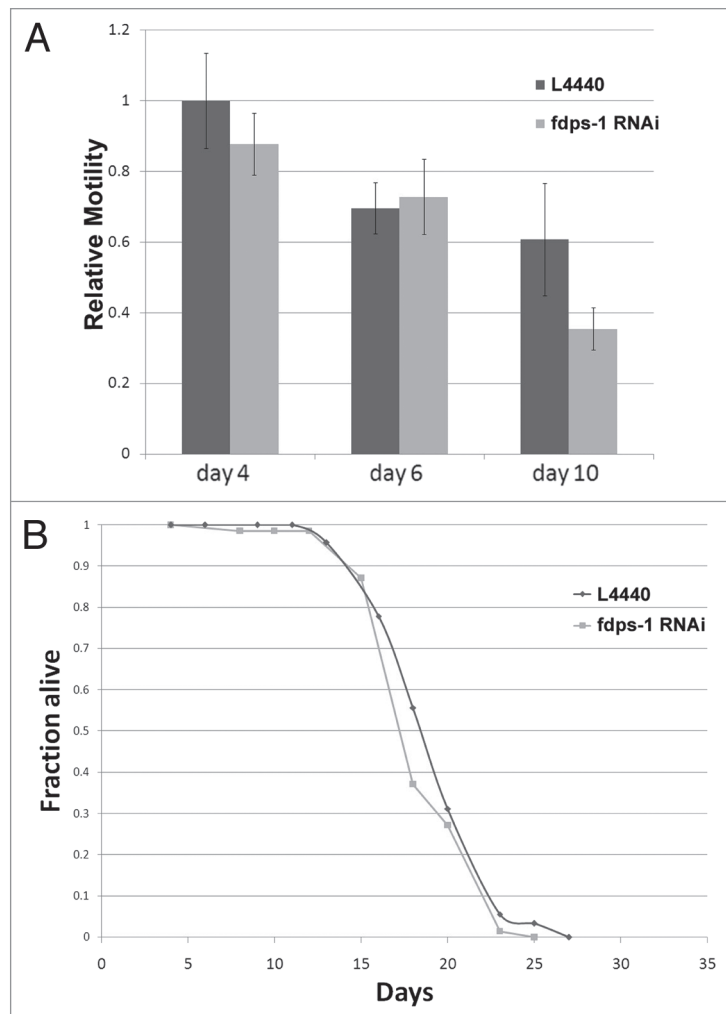 A
1.2
1
0.8
0.6
0.4
0.2
0
Relative Motility
L4440
fdps-1 RNAi
day 4
day 6
day 10
B
1
0.9
0.8
0.7
0.6
0.5
0.4
0.3
0.2
0.1
0
Fraction alive
L4440
fdps-1 RNAi
0
5
10
15
20
25
30
35
Days